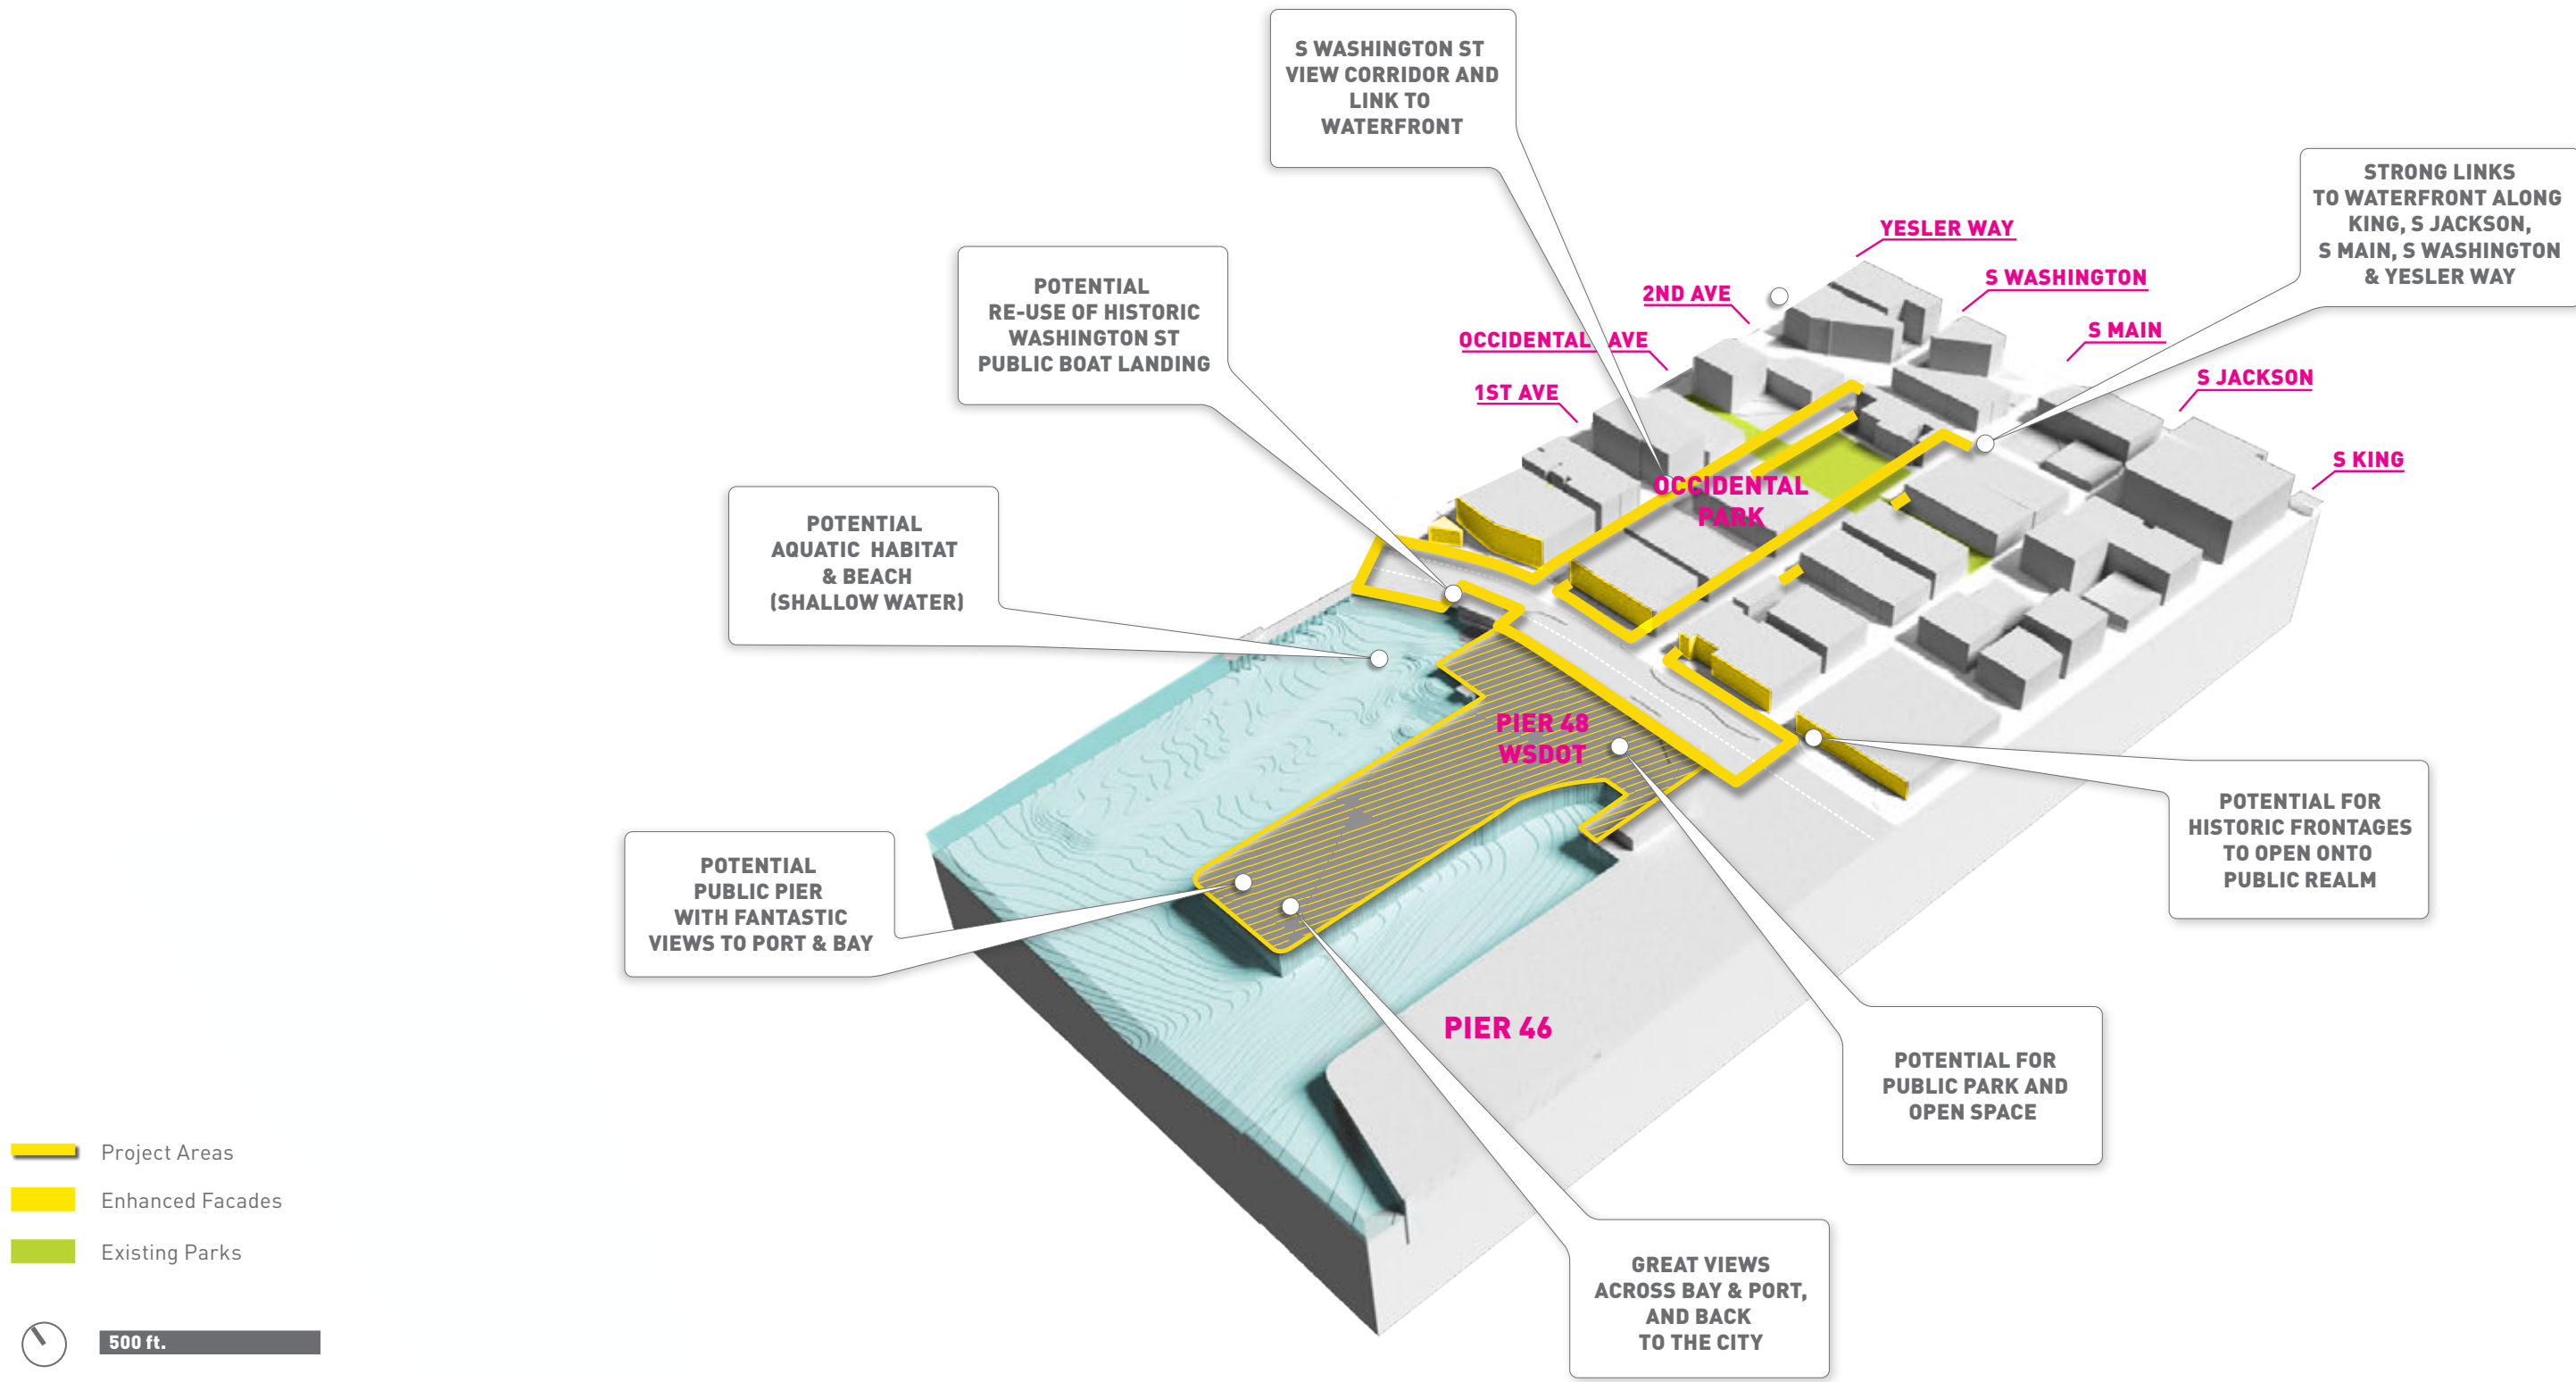 S WASHINGTON ST
VIEW CORRIDOR AND
LINK TO
WATERFRONT
STRONG LINKS
TO WATERFRONT ALONG
KING, S JACKSON,
S MAIN, S WASHINGTON
& YESLER WAY
YESLER WAY
S WASHINGTON
2ND AVE
S MAIN
OCCIDENTAL AVE
S JACKSON
1ST AVE
S KING
POTENTIAL
RE-USE OF HISTORIC
WASHINGTON ST
PUBLIC BOAT LANDING
OCCIDENTAL
PARK
POTENTIAL
AQUATIC HABITAT
& BEACH
(SHALLOW WATER)
PIER 48
WSDOT
POTENTIAL FOR
HISTORIC FRONTAGES
TO OPEN ONTO
PUBLIC REALM
POTENTIAL
PUBLIC PIER
WITH FANTASTIC
VIEWS TO PORT & BAY
PIER 46
POTENTIAL FOR
PUBLIC PARK AND
OPEN SPACE
GREAT VIEWS
ACROSS BAY & PORT,
AND BACK
TO THE CITY
Project Areas
Enhanced Facades
Existing Parks
500 ft.